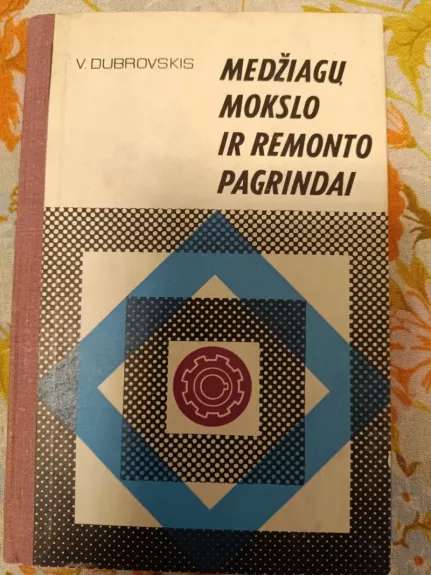 V. DUBROVSKIS
MEDŽIAGŲ
MOKSLO
IR REMONTO
PAGRINDAI